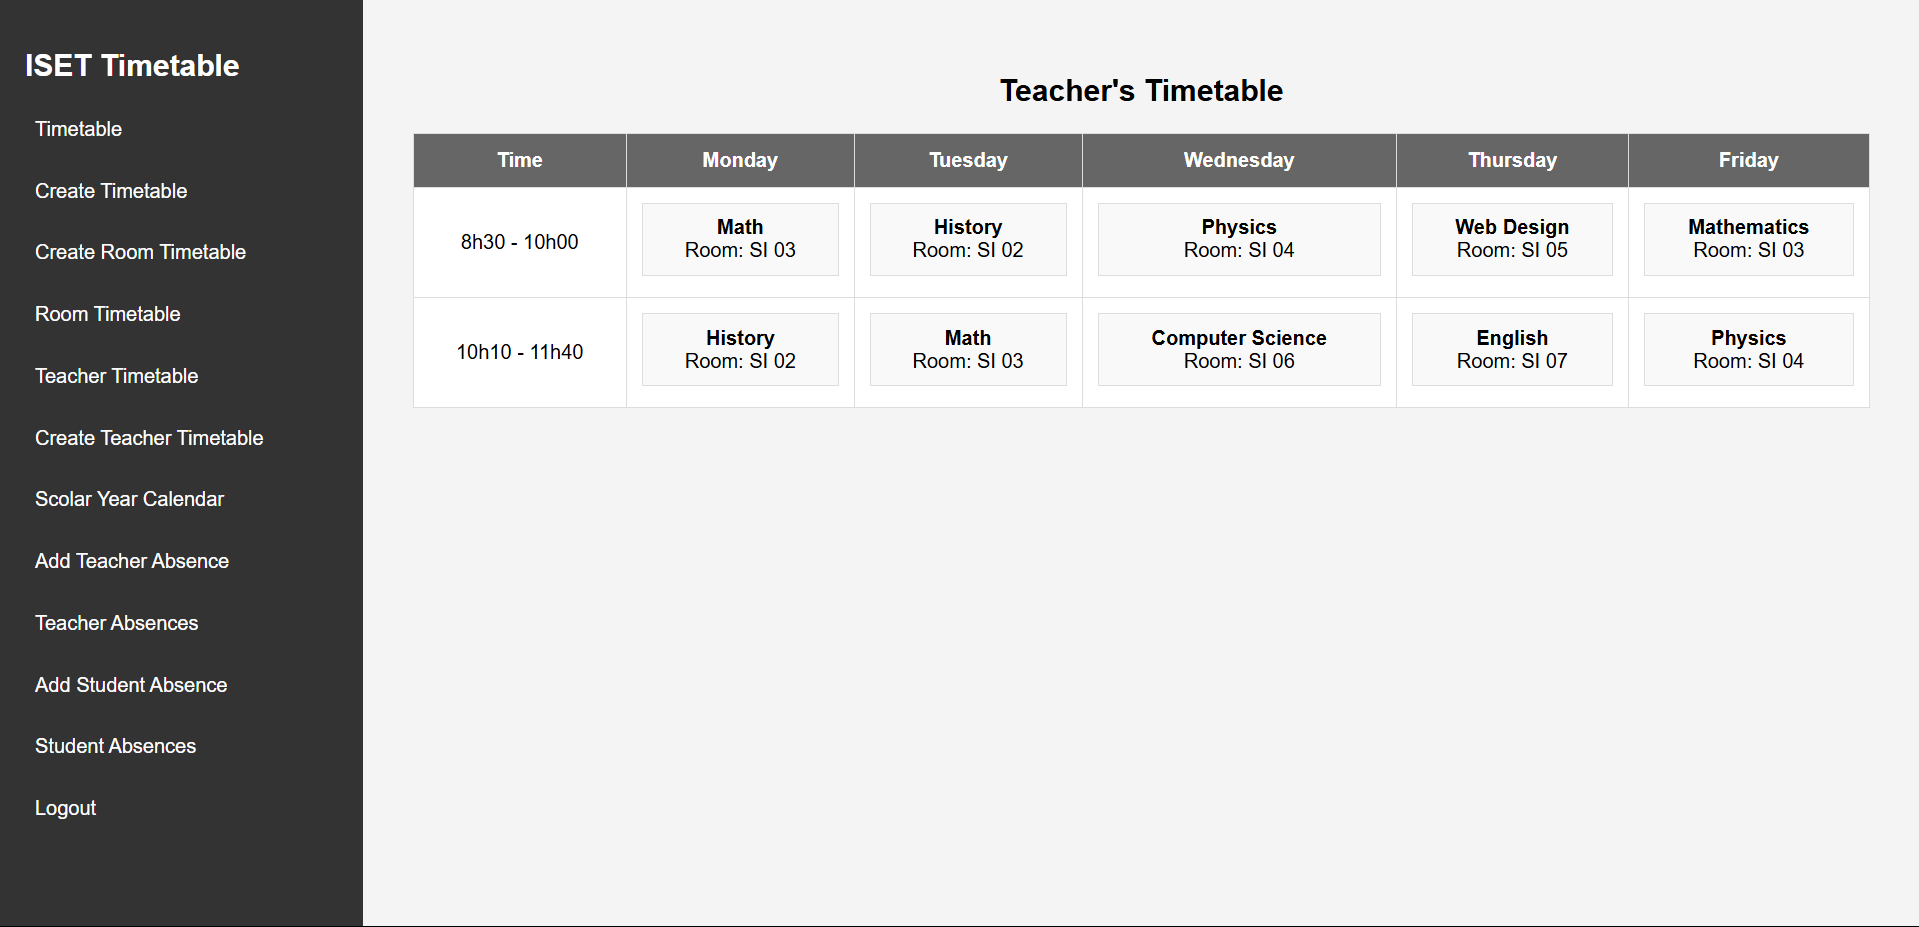 ISET Timetable
Timetable
Create Timetable
Create Room Timetable
Room Timetable
Teacher Timetable
Create Teacher Timetable
Scolar Year Calendar
Add Teacher Absence
Teacher Absences
Add Student Absence
Student Absences
Logout
Teacher's Timetable
Time Monday Tuesday Wednesday Thursday Friday
8h30 - 10h00
Math
Room: SI 03
History
Room: SI 02
Physics
Room: SI 04
Web Design
Room: SI 05
Mathematics
Room: SI 03
10h10 - 11h40
History
Room: SI 02
Math
Room: SI 03
Computer Science
Room: SI 06
English
Room: SI 07
Physics
Room: SI 04